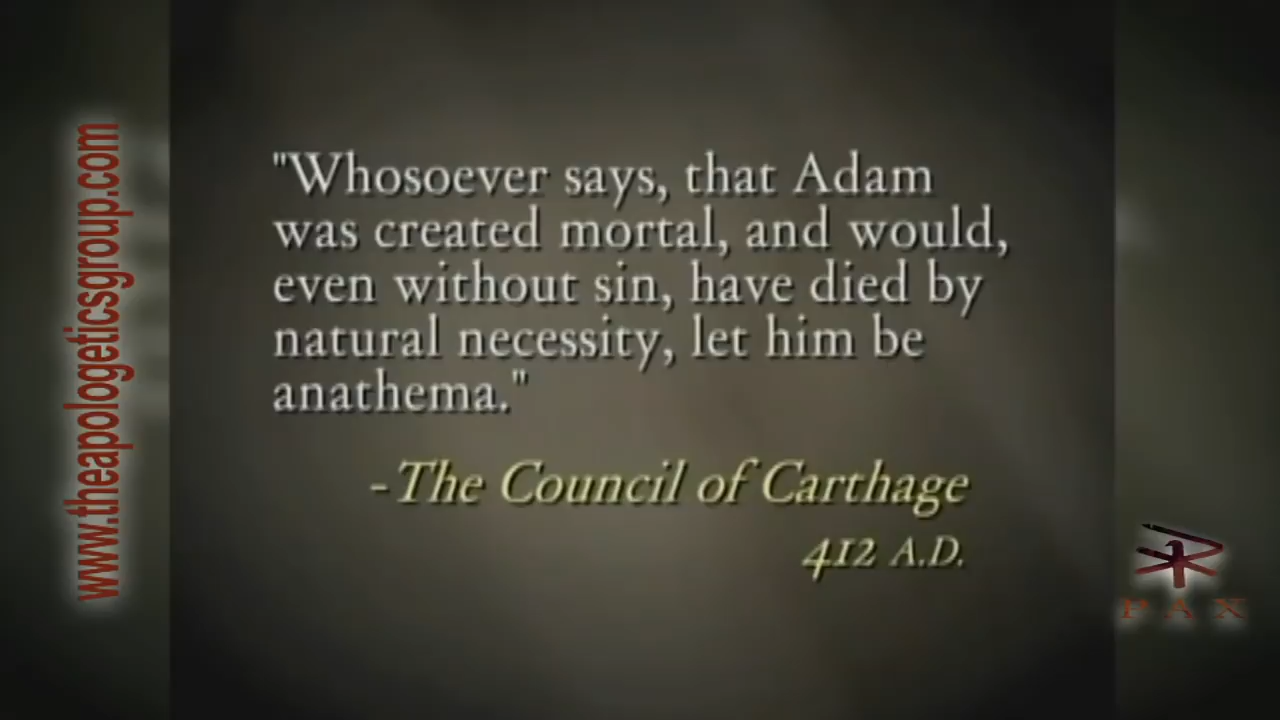 www.theapologeticsgroup.com
"Whosoever says, that Adam
was created mortal, and would,
even without sin, have died by
natural necessity, let him be
anathema."
-The Council of Carthage
412 A.D.
PAX